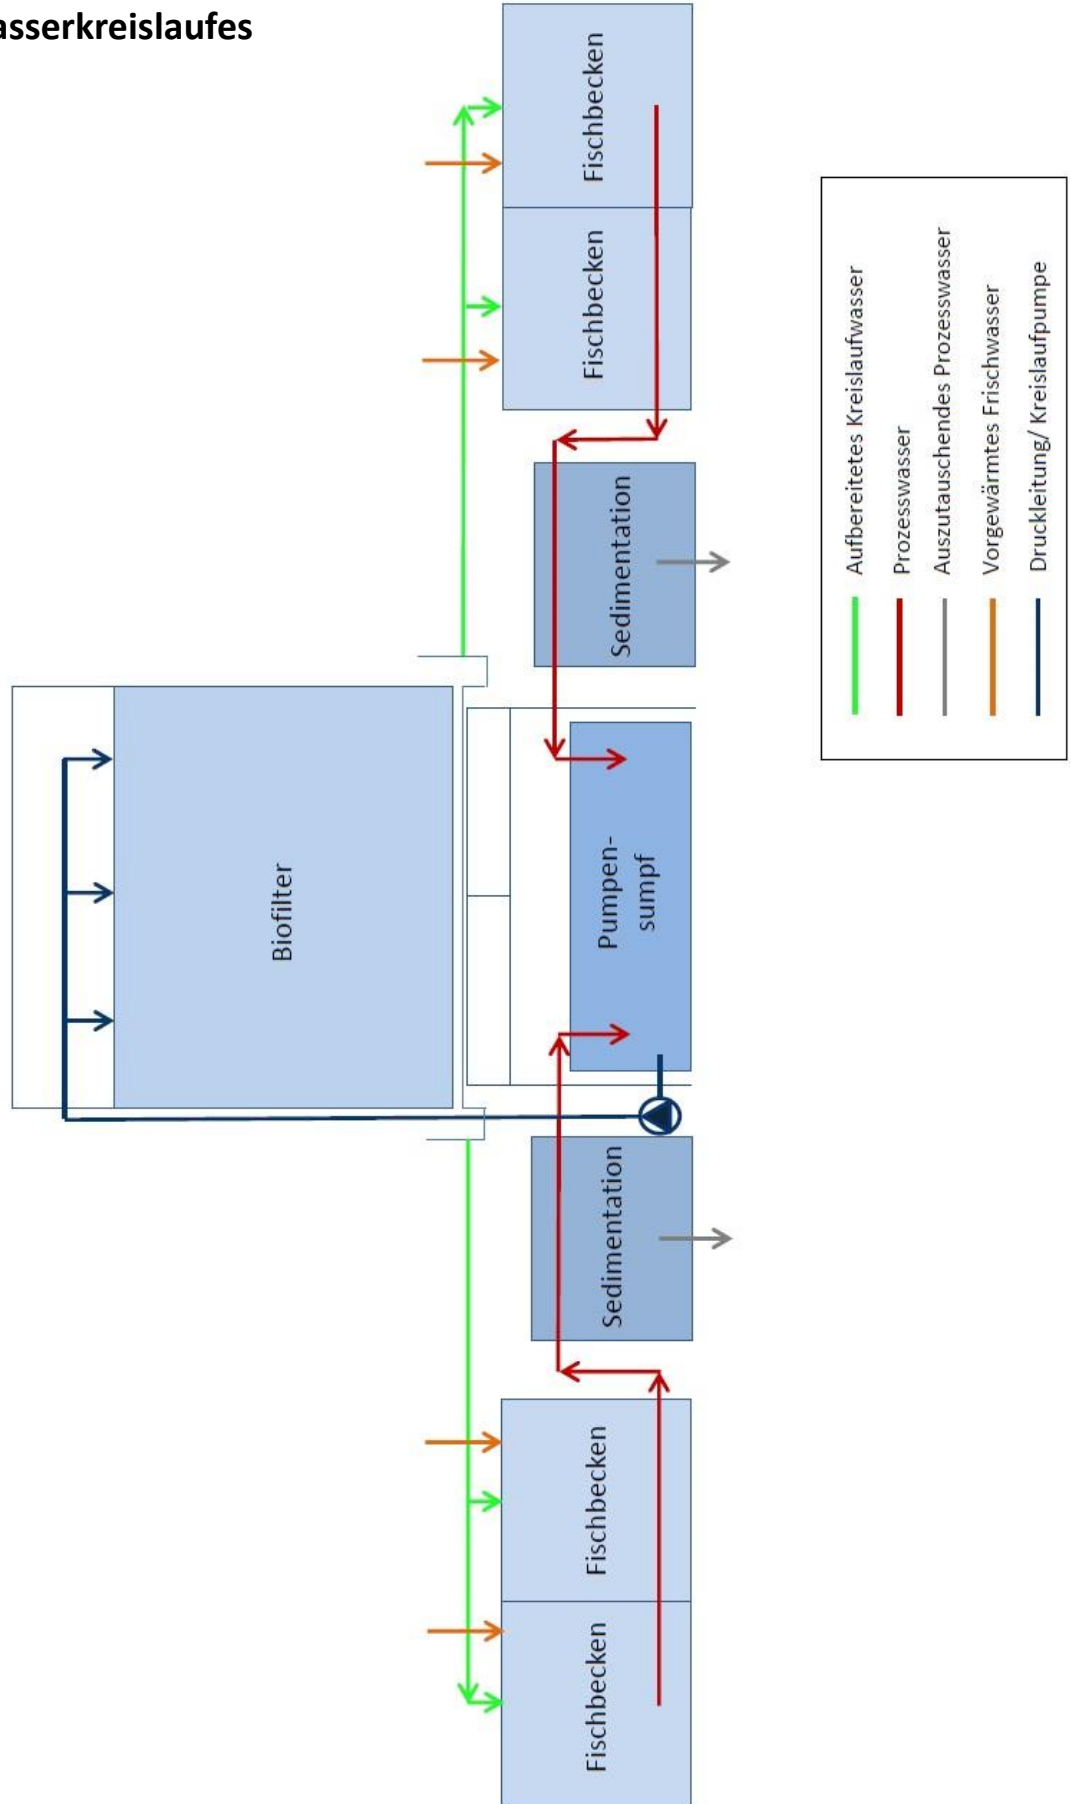 asserkreislaufes
Fischbecken
Fischbecken
Sedimentation
Biofilter
Pumpen-
sumpf
Sedimentation
Fischbecken
Fischbecken
Aufbereitetes Kreislaufwasser
Prozesswasser
Auszutauschendes Prozesswasser
Vorgewärmtes Frischwasser
Druckleitung/ Kreislaufpumpe